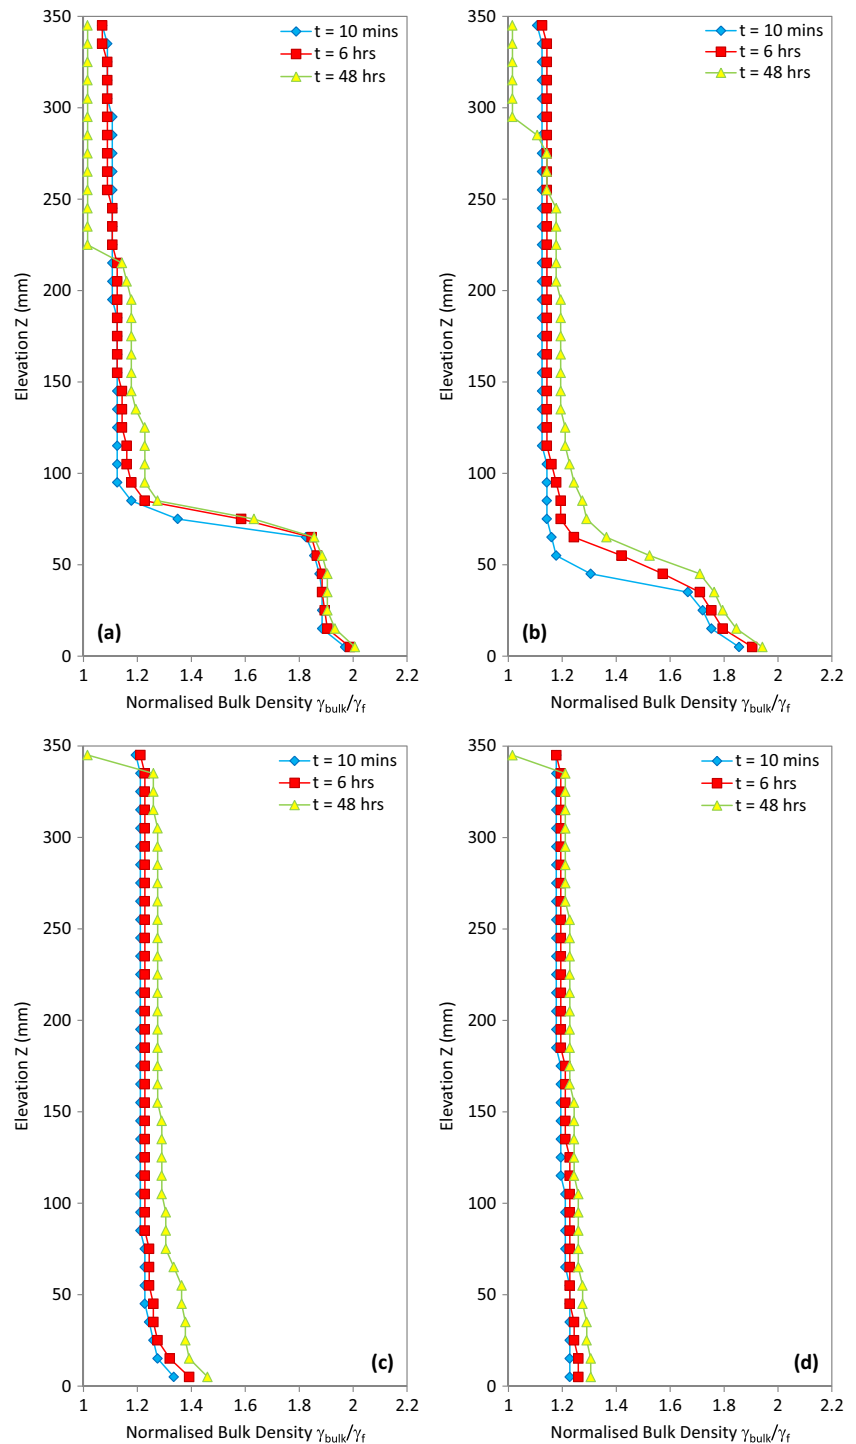 350
300
250
200
150
100
50
0
Elevation Z (mm)
t = 10 mins
t = 6 hrs
t = 48 hrs
(a)
1 1.2 1.4 1.6 1.8 2 2.2
Normalised Bulk Density γbulk/γf
350
300
250
200
150
100
50
0
Elevation Z (mm)
t = 10 mins
t = 6 hrs
t = 48 hrs
(b)
1 1.2 1.4 1.6 1.8 2 2.2
Normalised Bulk Density γbulk/γf
350
300
250
200
150
100
50
0
Elevation Z (mm)
t = 10 mins
t = 6 hrs
t = 48 hrs
(c)
1 1.2 1.4 1.6 1.8 2 2.2
Normalised Bulk Density γbulk/γf
350
300
250
200
150
100
50
0
Elevation Z (mm)
t = 10 mins
t = 6 hrs
t = 48 hrs
(d)
1 1.2 1.4 1.6 1.8 2 2.2
Normalised Bulk Density γbulk/γf